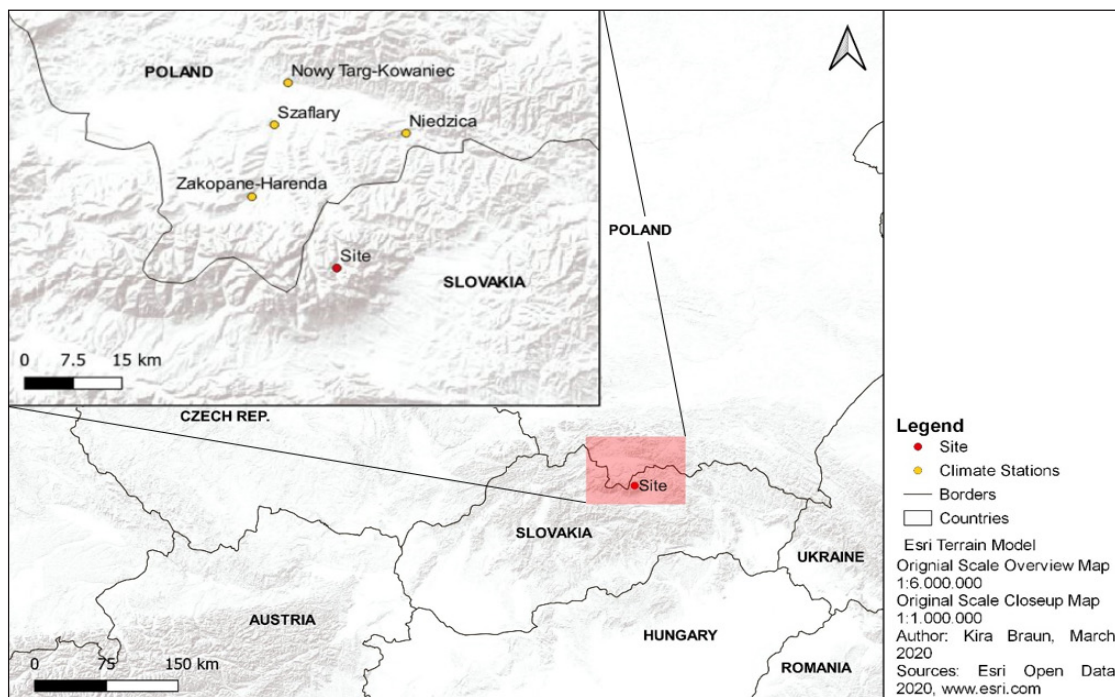 POLAND
Nowy Targ-Kowaniec
Szaflary
Niedzica
Zakopane-Harenda
Site
SLOVAKIA
0 7.5 15 km
POLAND
CZECH REP.
Site
SLOVAKIA
UKRAINE
AUSTRIA
HUNGARY
ROMANIA
0 75 150 km
Legend
Site
Climate Stations
Borders
Countries
Esri Terrain Model
Orignial Scale Overview Map
1:6.000.000
Original Scale Closeup Map
1:1.000.000
Author: Kira Braun, March
2020
Sources: Esri Open Data
2020, www.esri.com